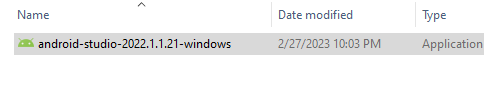 Name Date modified Type
android-studio-2022.1.1.21-windows 2/27/2023 10:03 PM Application